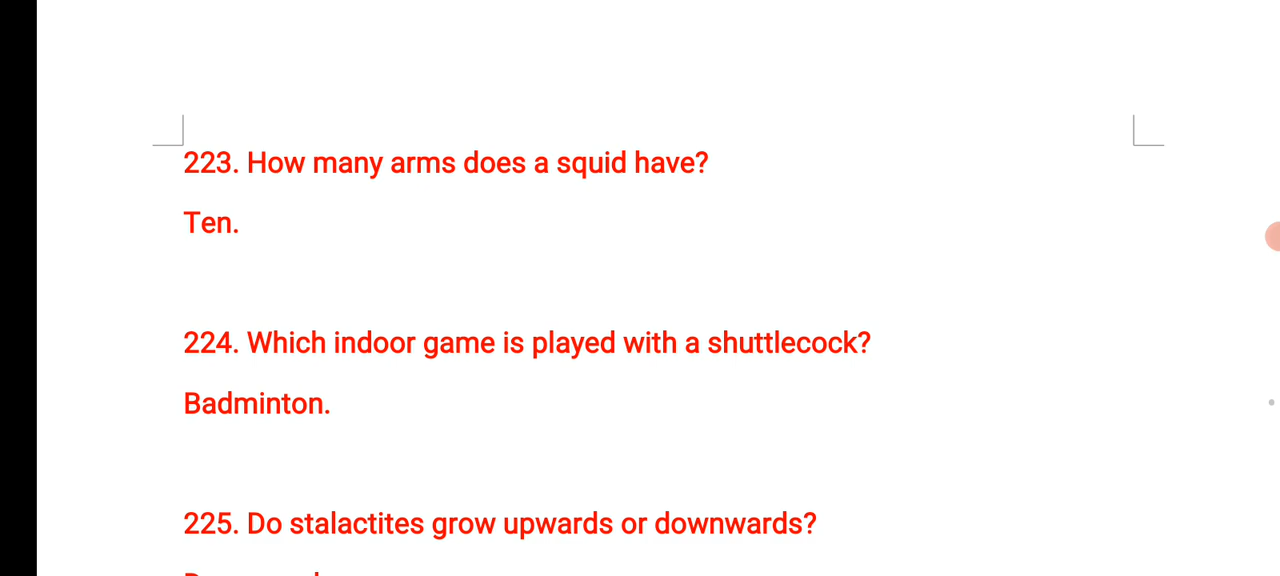 223. How many arms does a squid have?
Ten.
224. Which indoor game is played with a shuttlecock?
Badminton.
225. Do stalactites grow upwards or downwards?